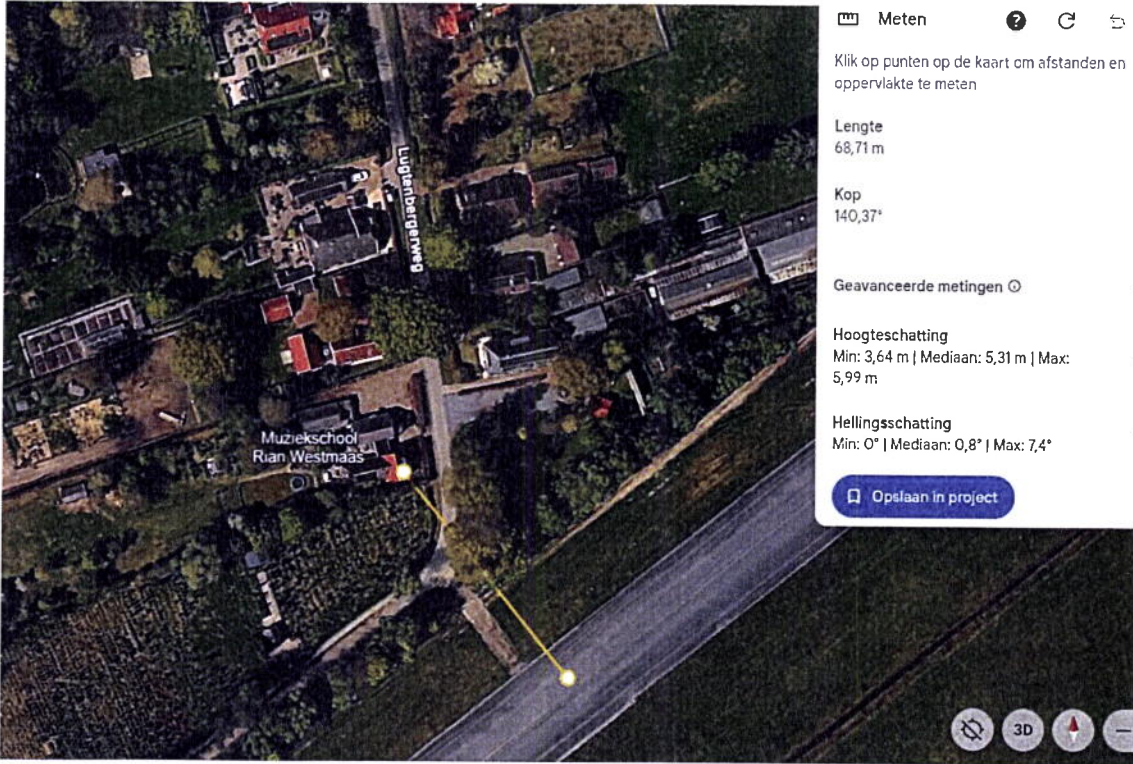 Meten
Klik op punten op de kaart om afstanden en
oppervlakte te meten
Lengte
68,71 m
Kop
140,37°
Geavanceerde metingen
Hoogteschatting
Min: 3,64 m | Mediaan: 5,31 m | Max:
5,99 m
Hellingsschatting
Min: 0° | Mediaan: 0,8° | Max: 7,4°
Opslaan in project
Lugtenbergerweg
Muziekschool
Rian Westmaas
3D